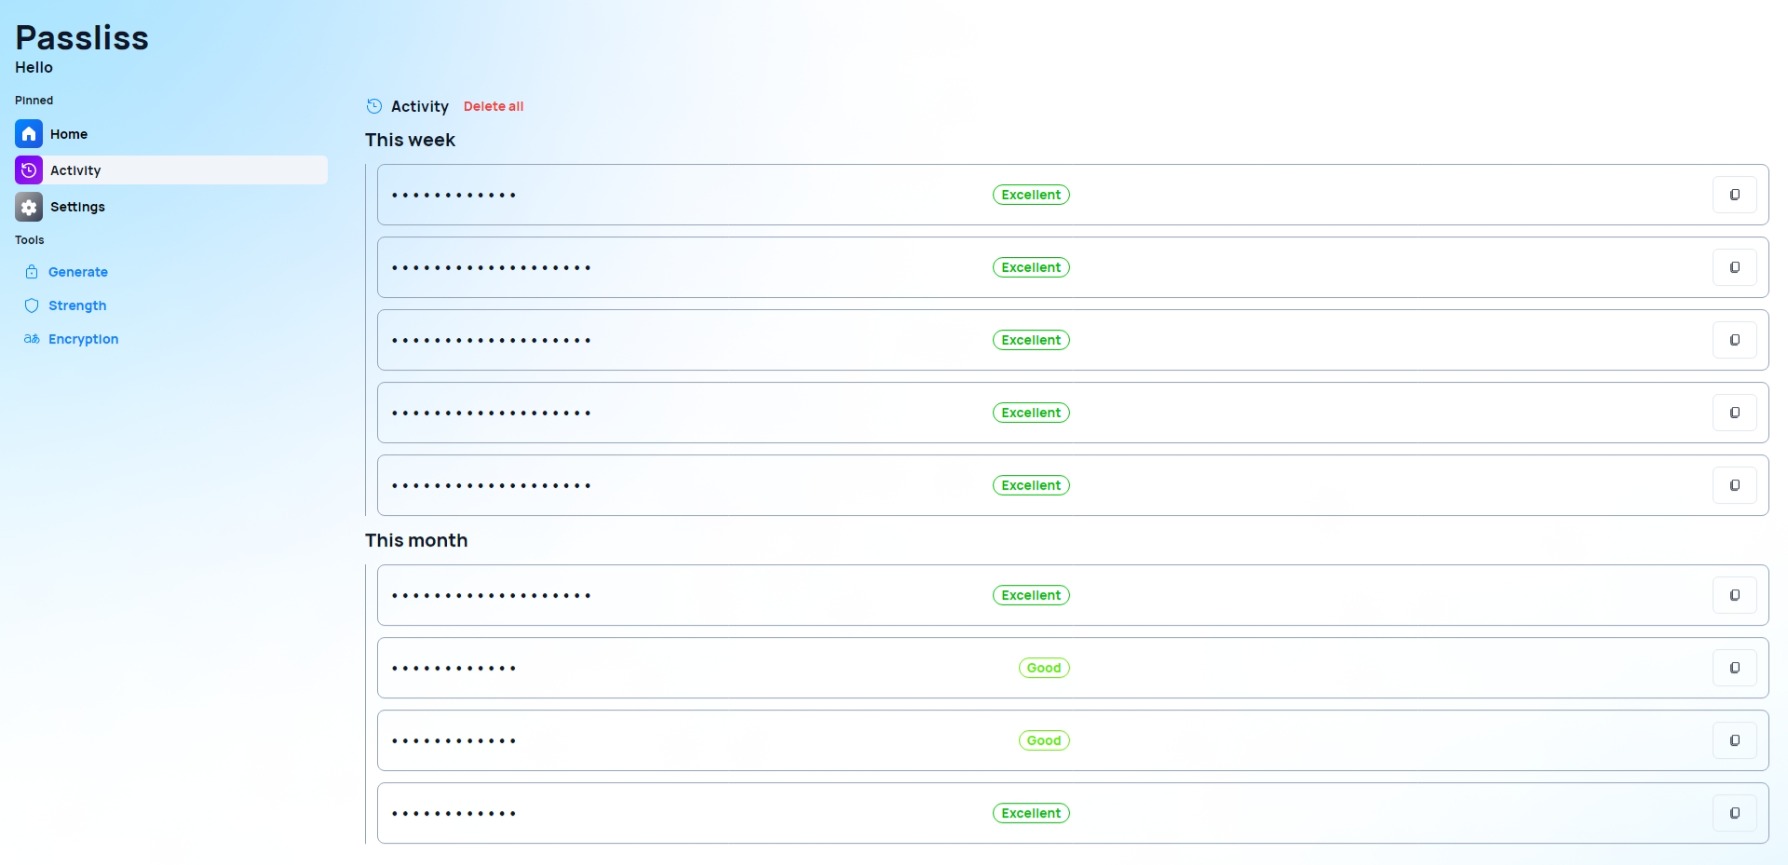 Passliss
Hello
Pinned
Home
Activity
Settings
Tools
Generate
Strength
Encryption
Activity Delete all
This week
•••••••••••• Excellent
••••••••••••••••••• Excellent
••••••••••••••••••• Excellent
••••••••••••••••••• Excellent
••••••••••••••••••• Excellent
This month
••••••••••••••••••• Excellent
•••••••••••• Good
•••••••••••• Good
•••••••••••• Excellent